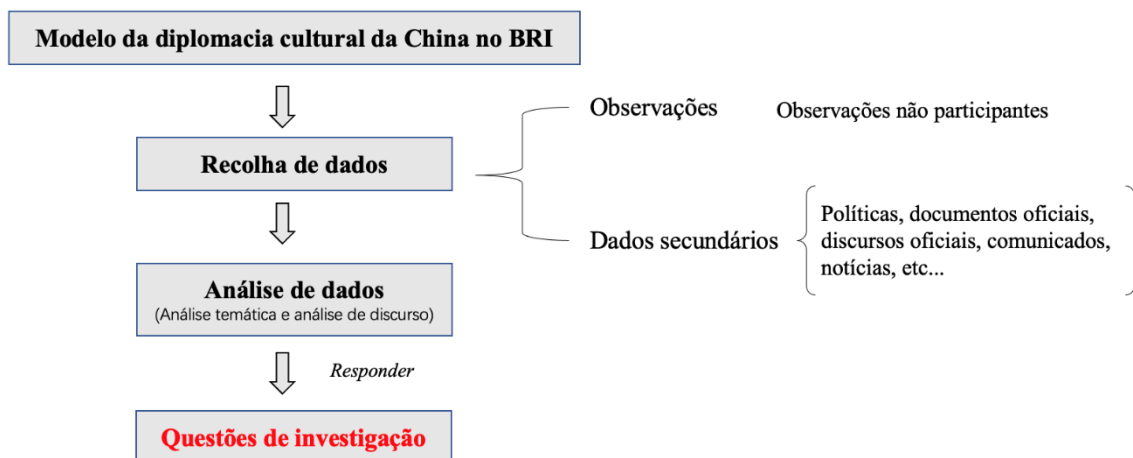 Modelo da diplomacia cultural da China no BRI
Observações
Observações não participantes
Recolha de dados
Dados secundários
Políticas, documentos oficiais,
discursos oficiais, comunicados,
notícias, etc...
Análise de dados
(Análise temática e análise de discurso)
Responder
Questões de investigação